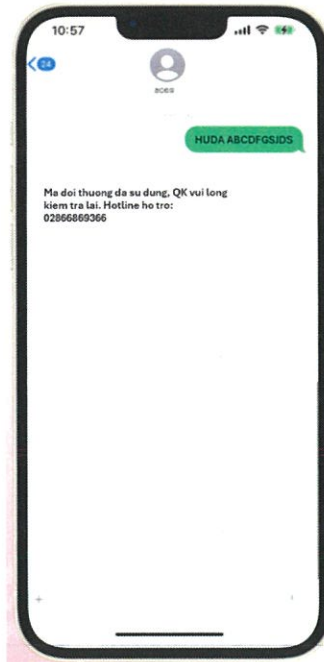 10:57
24
8069
HUDA ABCDFGSJDS
Ma doi thuong da su dung, QK vui long
kiem tra lai. Hotline ho tro:
02866869366